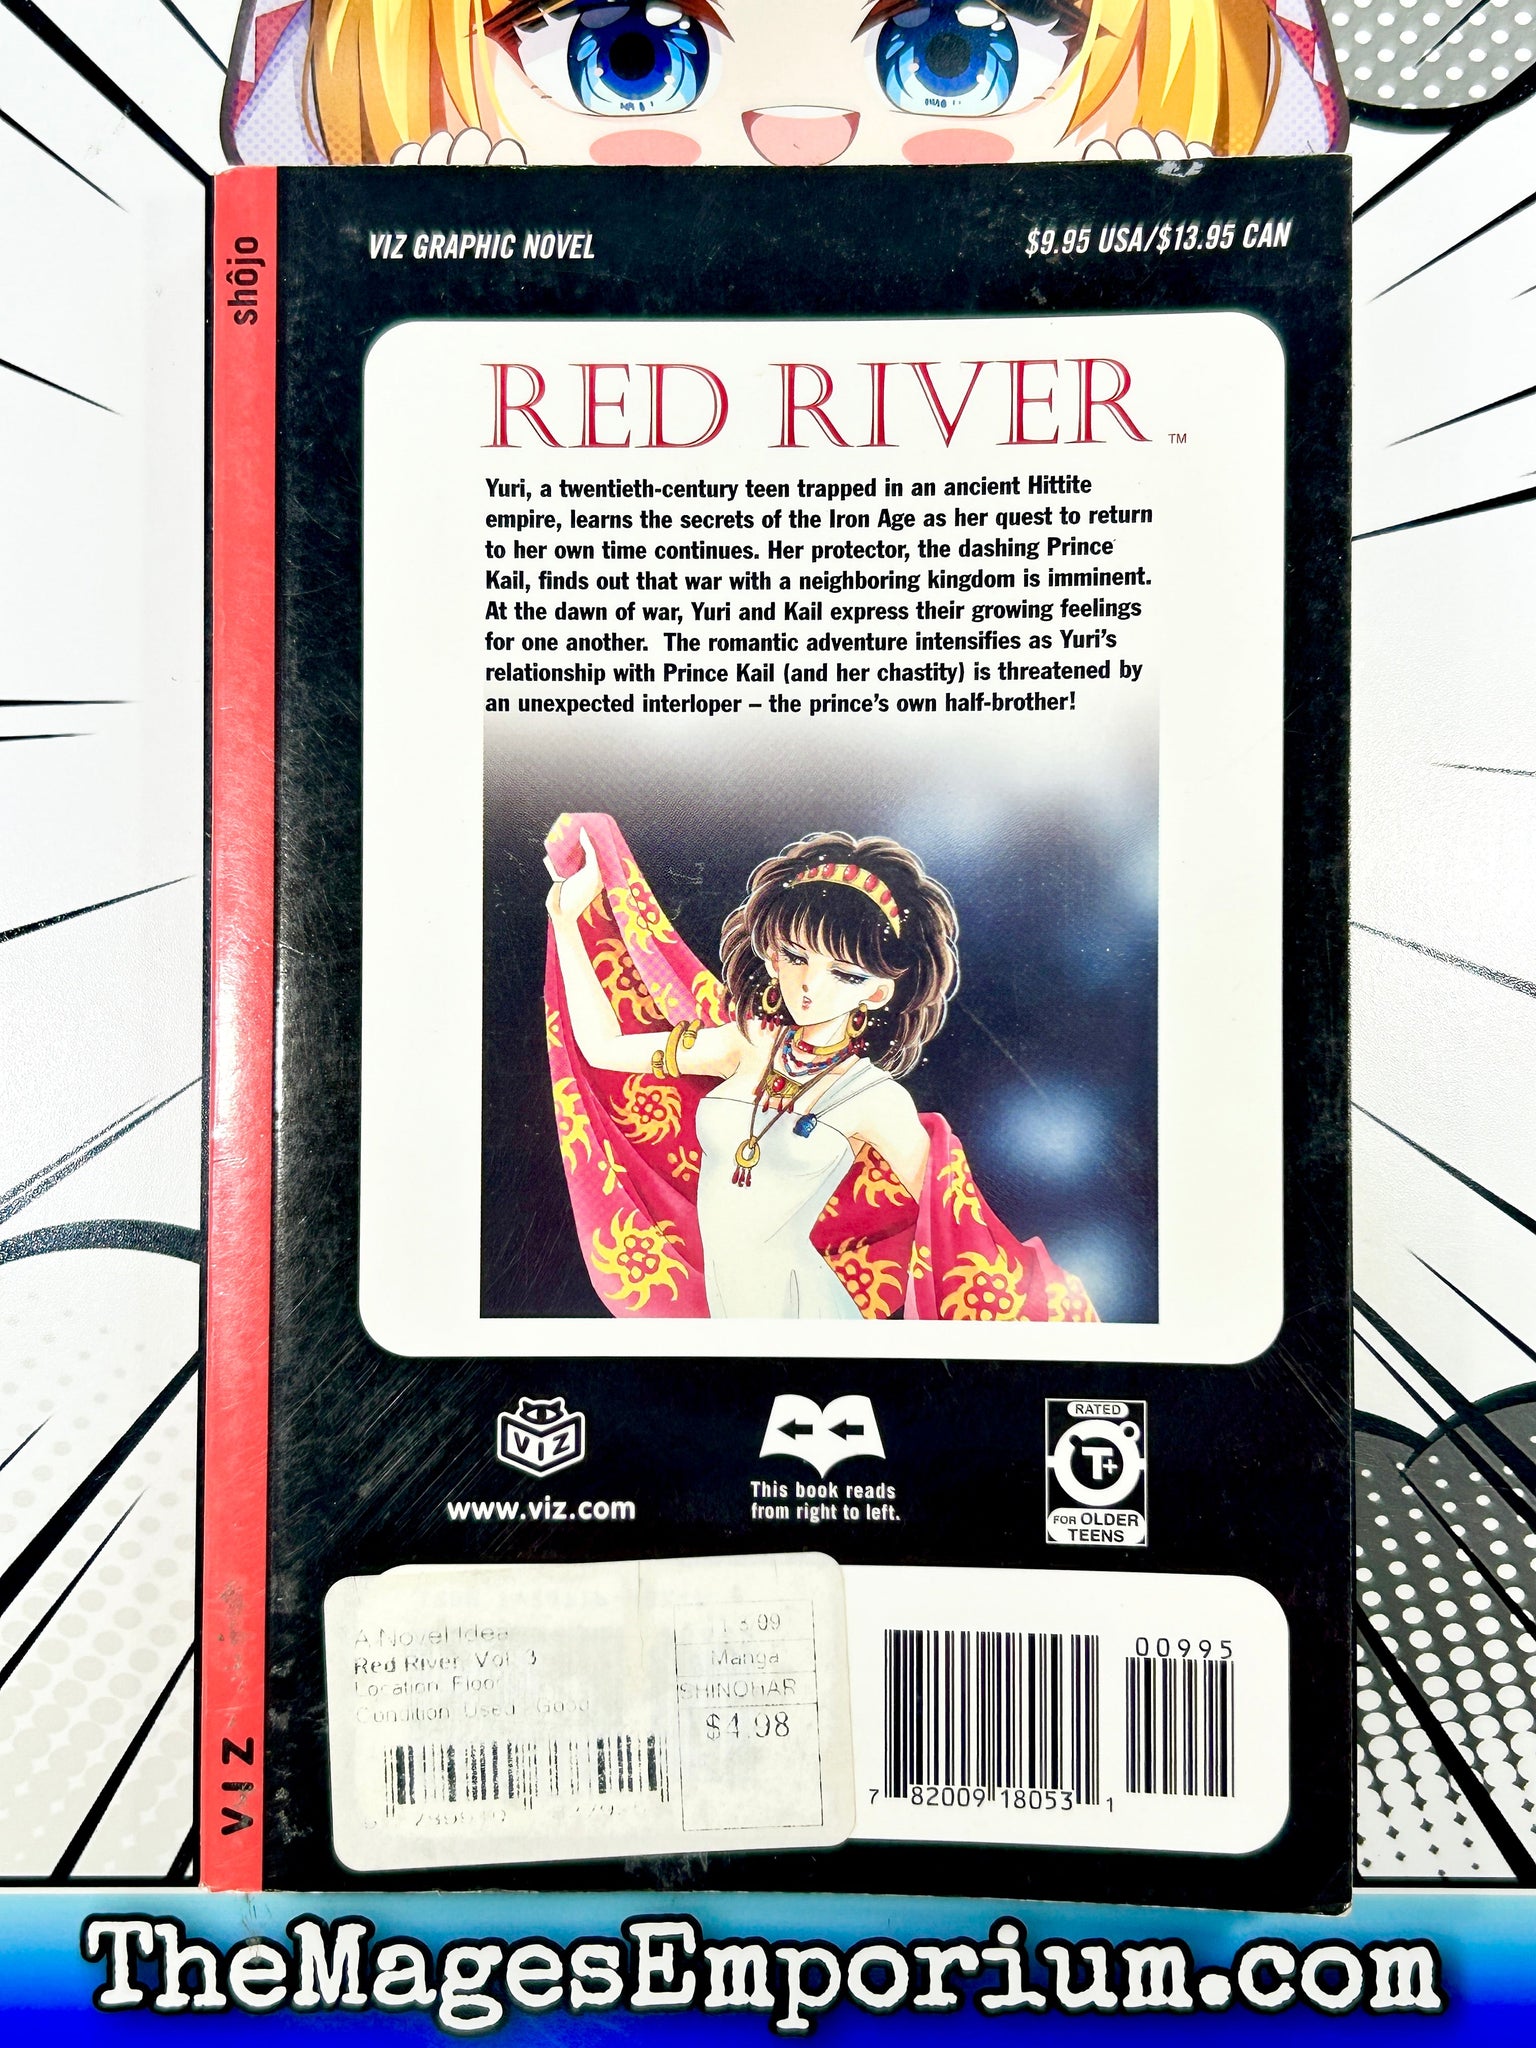 shôjo
VIZ GRAPHIC NOVEL
$9.95 USA/$13.95 CAN
RED RIVER™
Yuri, a twentieth-century teen trapped in an ancient Hittite
empire, learns the secrets of the Iron Age as her quest to return
to her own time continues. Her protector, the dashing Prince
Kail, finds out that war with a neighboring kingdom is imminent.
At the dawn of war, Yuri and Kail express their growing feelings
for one another. The romantic adventure intensifies as Yuri's
relationship with Prince Kail (and her chastity) is threatened by
an unexpected interloper – the prince's own half-brother!
VIZ
www.viz.com
This book reads
from right to left.
RATED
T+
FOR OLDER
TEENS
A Novel Idea
Red River, Vol. 3
Location: Floor
Condition: Used - Good
Manga
SHINOHAR
$4.98
00995
7 82009 18053 1
VIZ
TheMagesEmporium.com